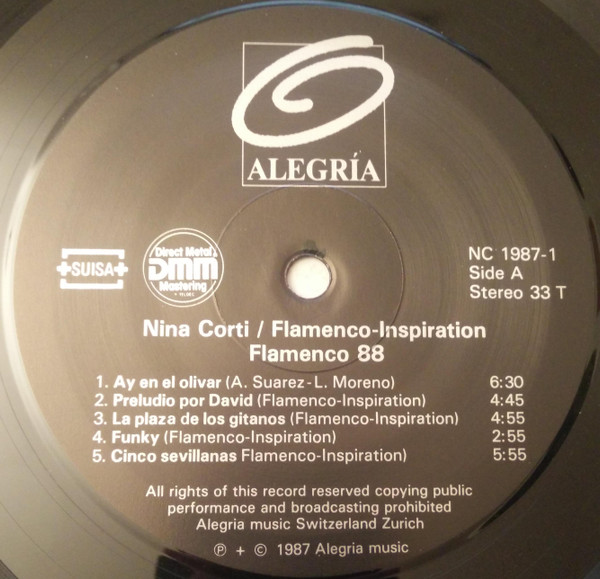 ALEGRÍA
+SUISA+
Direct Metal
DMM
Mastering
NC 1987-1
Side A
Stereo 33 T
Nina Corti / Flamenco-Inspiration
Flamenco 88
1. Ay en el olivar (A. Suarez-L. Moreno) 6:30
2. Preludio por David (Flamenco-Inspiration) 4:45
3. La plaza de los gitanos (Flamenco-Inspiration) 4:55
4. Funky (Flamenco-Inspiration) 2:55
5. Cinco sevillanas Flamenco-Inspiration) 5:55
All rights of this record reserved copying public
performance and broadcasting prohibited
Alegria music Switzerland Zurich
℗ + © 1987 Alegria music